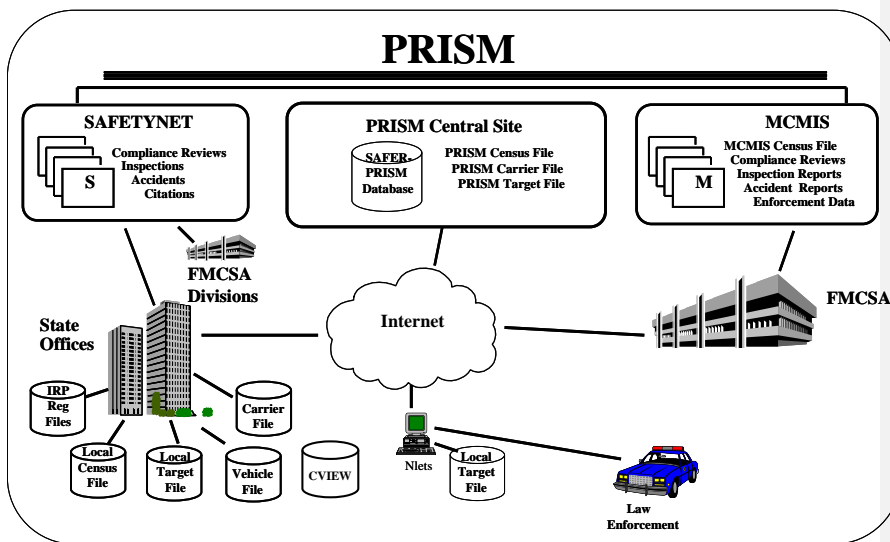 PRISM
SAFETYNET
Compliance Reviews
Inspections
Accidents
Citations
S
PRISM Central Site
SAFER-
PRISM
Database
PRISM Census File
PRISM Carrier File
PRISM Target File
MCMIS
MCMIS Census File
Compliance Reviews
Inspection Reports
Accident Reports
Enforcement Data
M
FMCSA
Divisions
State
Offices
Internet
FMCSA
IRP
Reg
Files
Carrier
File
Local
Census
File
Local
Target
File
Vehicle
File
CVIEW
Nlets
Local
Target
File
Law
Enforcement